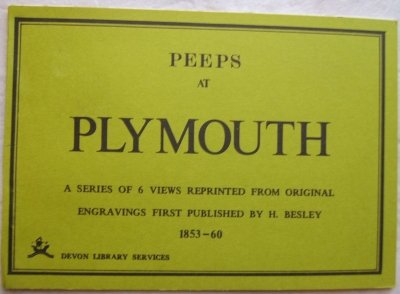 PEEPS
AT
PLYMOUTH
A SERIES OF 6 VIEWS REPRINTED FROM ORIGINAL
ENGRAVINGS FIRST PUBLISHED BY H. BESLEY
1853-60
DEVON LIBRARY SERVICES